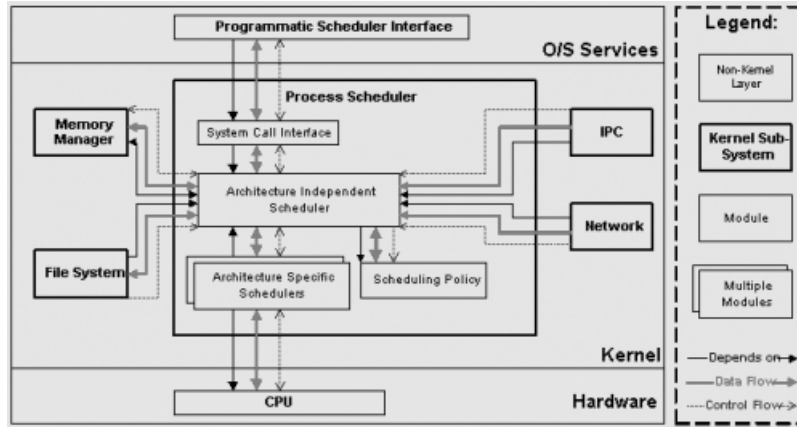 Programmatic Scheduler Interface
O/S Services
Process Scheduler
System Call Interface
Memory
Manager
IPC
Architecture Independent
Scheduler
Network
File System
Architecture Specific
Schedulers
Scheduling Policy
Kernel
CPU
Hardware
Legend:
Non-Kernel
Layer
Kernel Sub-
System
Module
Multiple
Modules
Depends on
Data Flow
Control Flow